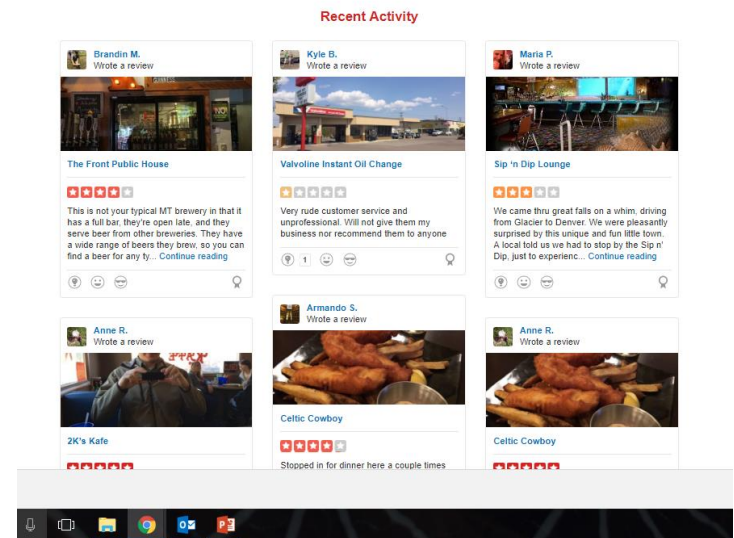 Recent Activity
Brandin M.
Wrote a review
The Front Public House
This is not your typical MT brewery in that it
has a full bar, they're open late, and they
serve beer from other breweries. They have
a wide range of beers they brew, so you can
find a beer for any ty... Continue reading
Anne R.
Wrote a review
2K's Kafe
Kyle B.
Wrote a review
Valvoline Instant Oil Change
Very rude customer service and
unprofessional. Will not give them my
business nor recommend them to anyone
1
Armando S.
Wrote a review
Celtic Cowboy
Stopped in for dinner here a couple times
Maria P.
Wrote a review
Sip 'n Dip Lounge
We came thru great falls on a whim, driving
from Glacier to Denver. We were pleasantly
surprised by this unique and fun little town.
A local told us we had to stop by the Sip n'
Dip, just to experienc... Continue reading
Anne R.
Wrote a review
Celtic Cowboy